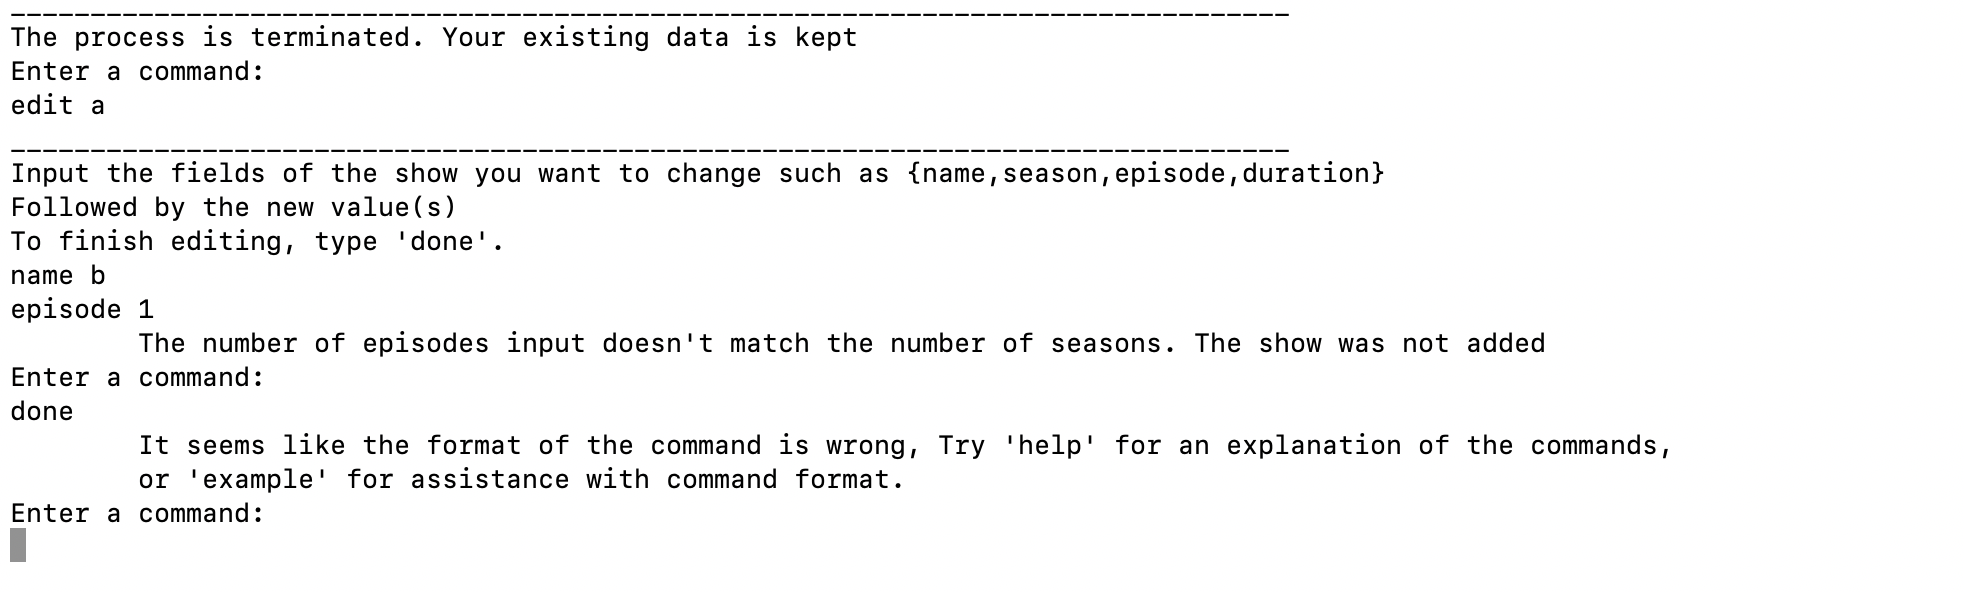 ________________________________________________________________________________
The process is terminated. Your existing data is kept
Enter a command:
edit a
________________________________________________________________________________
Input the fields of the show you want to change such as {name,season,episode,duration}
Followed by the new value(s)
To finish editing, type 'done'.
name b
episode 1
        The number of episodes input doesn't match the number of seasons. The show was not added
Enter a command:
done
        It seems like the format of the command is wrong, Try 'help' for an explanation of the commands,
        or 'example' for assistance with command format.
Enter a command: